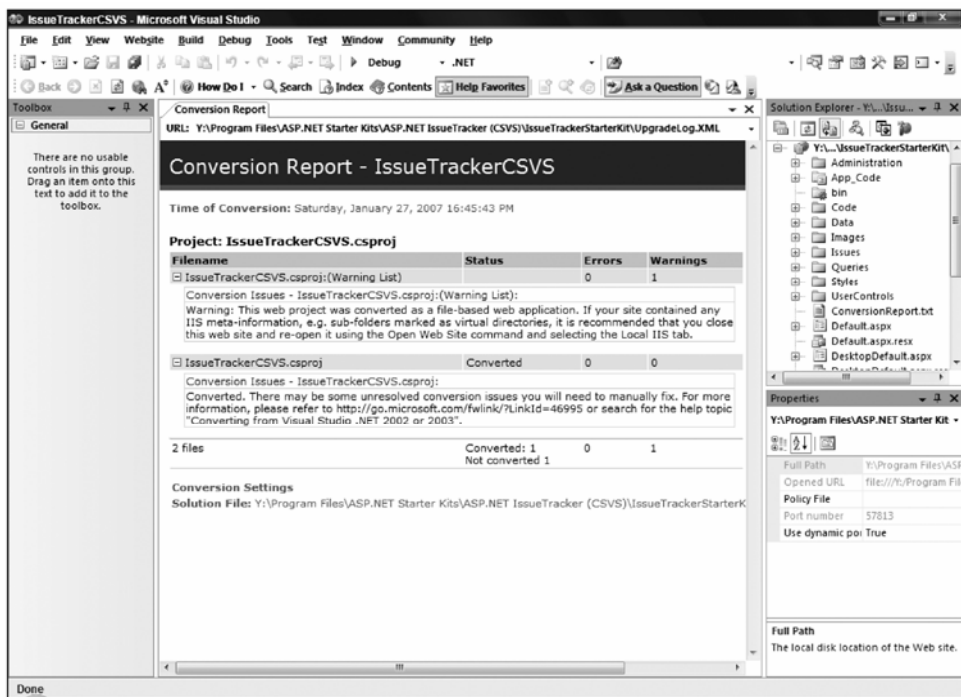 IssueTrackerCSVS - Microsoft Visual Studio
File Edit View Website Build Debug Tools Test Window Community Help
Debug .NET
Back How Do I Search Index Contents Help Favorites Ask a Question
Toolbox
General
There are no usable
controls in this group.
Drag an item onto this
text to add it to the
toolbox.
Conversion Report
URL: Y:\Program Files\ASP.NET Starter Kits\ASP.NET IssueTracker (CSVS)\IssueTrackerStarterKit\UpgradeLog.XML
Conversion Report - IssueTrackerCSVS
Time of Conversion: Saturday, January 27, 2007 16:45:43 PM
Project: IssueTrackerCSVS.csproj
Filename Status Errors Warnings
IssueTrackerCSVS.csproj:(Warning List) 0 1
Conversion Issues - IssueTrackerCSVS.csproj:(Warning List):
Warning: This web project was converted as a file-based web application. If your site contained any
IIS meta-information, e.g. sub-folders marked as virtual directories, it is recommended that you close
this web site and re-open it using the Open Web Site command and selecting the Local IIS tab.
IssueTrackerCSVS.csproj Converted 0 0
Conversion Issues - IssueTrackerCSVS.csproj:
Converted. There may be some unresolved conversion issues you will need to manually fix. For more
information, please refer to http://go.microsoft.com/fwlink/?LinkId=46995 or search for the help topic
"Converting from Visual Studio .NET 2002 or 2003".
2 files Converted: 1 0 1
Not converted 1
Conversion Settings
Solution File: Y:\Program Files\ASP.NET Starter Kits\ASP.NET IssueTracker (CSVS)\IssueTrackerStarterK
Solution Explorer - Y:\...\Issu...
Y:\...\IssueTrackerStarterKit\
Administration
App_Code
bin
Code
Data
Images
Issues
Queries
Styles
UserControls
ConversionReport.txt
Default.aspx
Default.aspx.resx
DesktopDefault.aspx
Properties
Y:\Program Files\ASP.NET Starter Kit
Full Path Y:\Program Files\ASP
Opened URL file:///Y:/Program Fil
Policy File
Port number 57813
Use dynamic por True
Full Path
The local disk location of the Web site.
Done